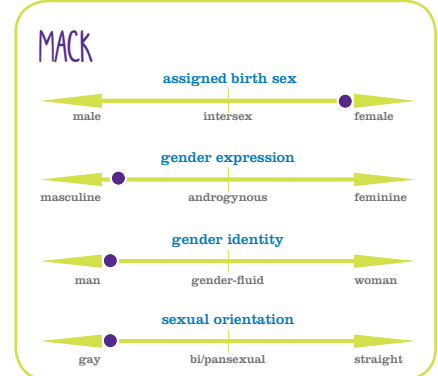 MACK
assigned birth sex
male intersex female
gender expression
masculine androgynous feminine
gender identity
man gender-fluid woman
sexual orientation
gay bi/pansexual straight